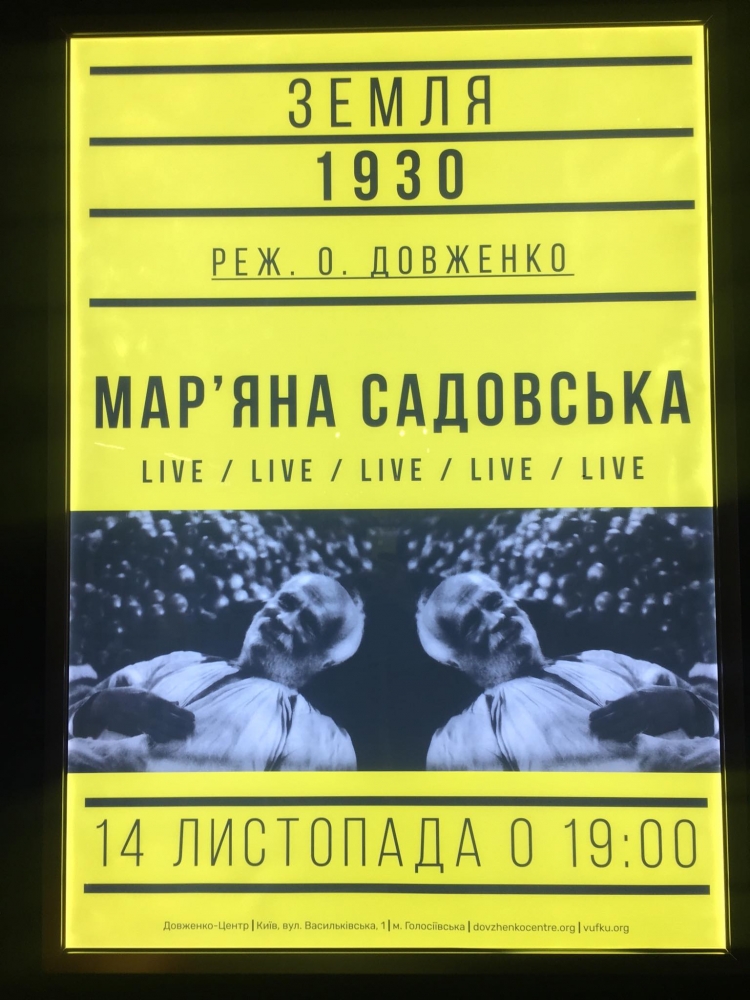 ЗЕМЛЯ
1930
РЕЖ. О. ДОВЖЕНКО
МАР’ЯНА САДОВСЬКА
LIVE / LIVE / LIVE / LIVE / LIVE
14 ЛИСТОПАДА О 19:00
Довженко-Центр | Київ, вул. Васильківська, 1 | м. Голосіївська | dovzhenkocentre.org | vufku.org